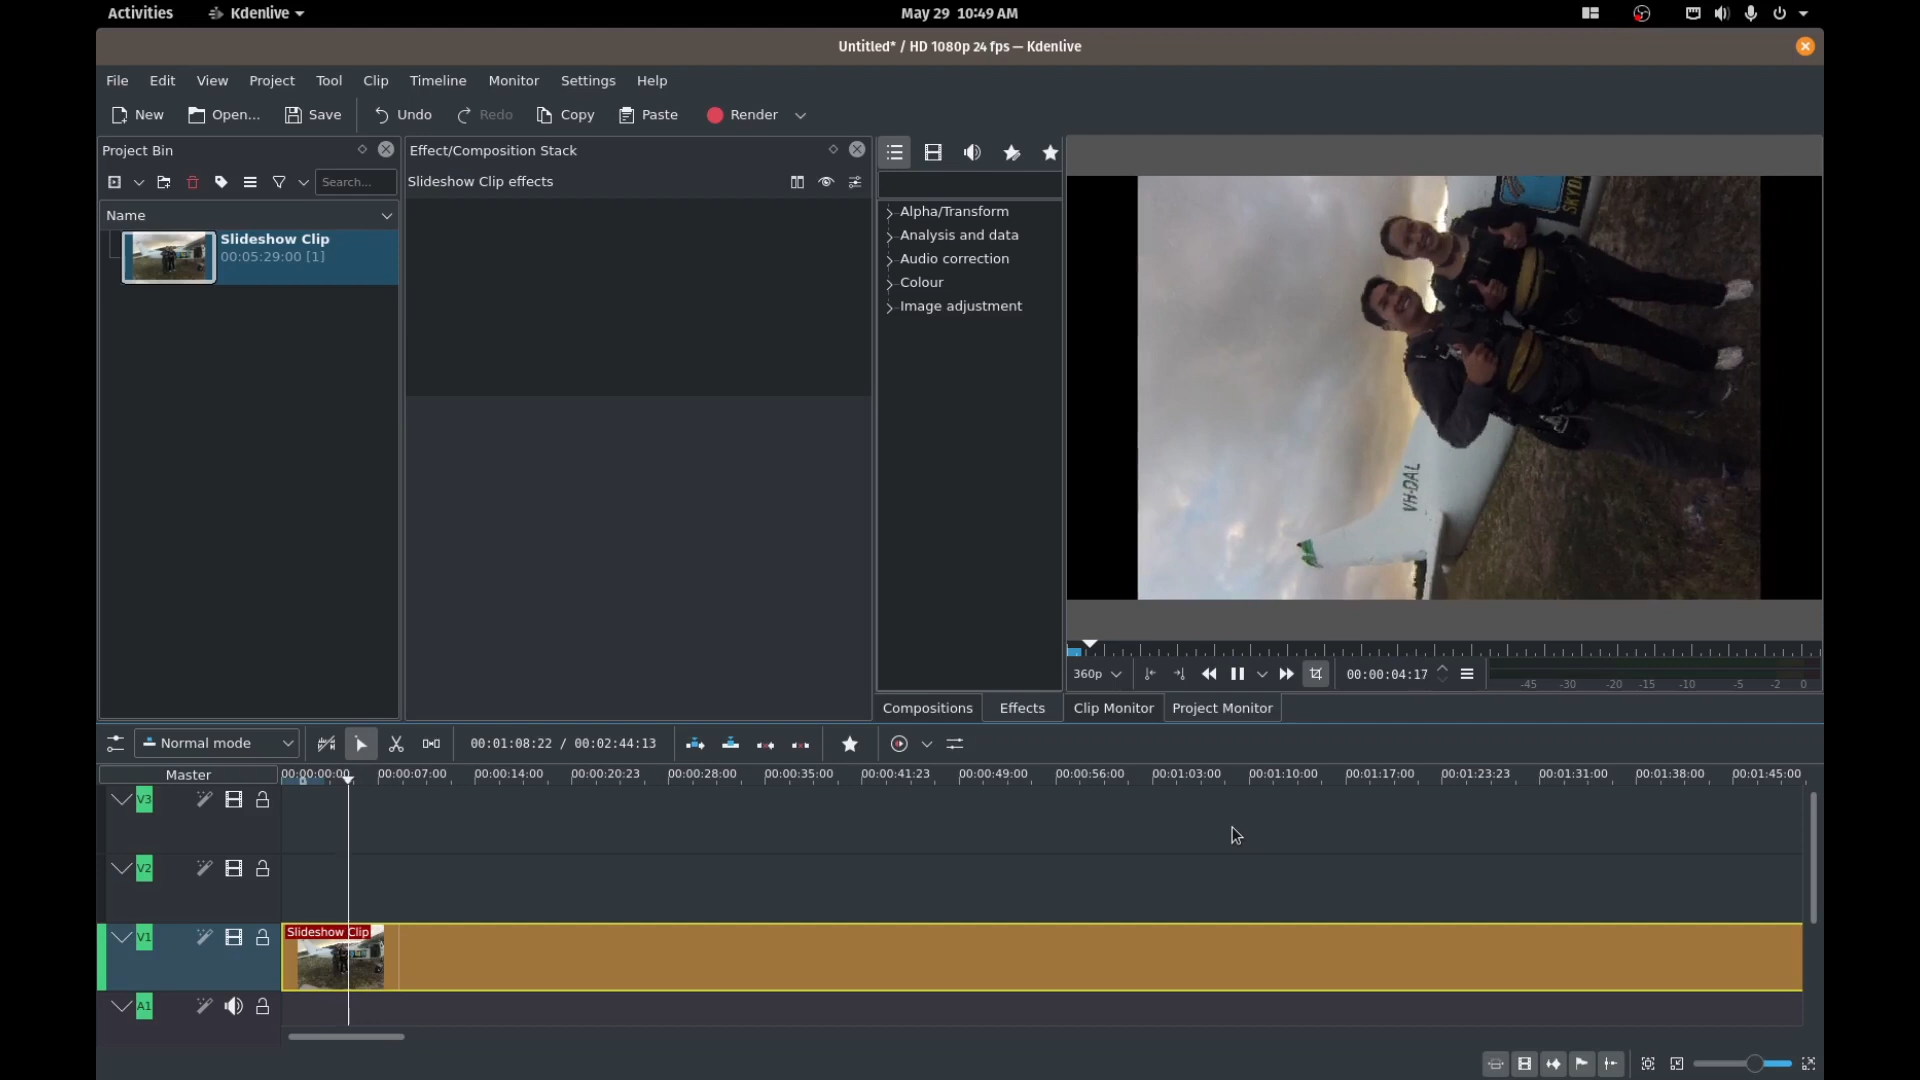 Activities Kdenlive May 29 10:49 AM
Untitled* / HD 1080p 24 fps — Kdenlive
File Edit View Project Tool Clip Timeline Monitor Settings Help
New Open... Save Undo Redo Copy Paste Render
Project Bin Effect/Composition Stack
Search... Slideshow Clip effects
Name
Slideshow Clip
00:05:29:00 [1]
Alpha/Transform
Analysis and data
Audio correction
Colour
Image adjustment
SKYD
VH-DAL
360p 00:00:04:17
-45 -30 -20 -15 -10 -5 -2 0
Compositions Effects Clip Monitor Project Monitor
Normal mode 00:01:08:22 / 00:02:44:13
Master 00:00:00:00 00:00:07:00 00:00:14:00 00:00:20:23 00:00:28:00 00:00:35:00 00:00:41:23 00:00:49:00 00:00:56:00 00:01:03:00 00:01:10:00 00:01:17:00 00:01:23:23 00:01:31:00 00:01:38:00 00:01:45:00
V3
V2
V1 Slideshow Clip
A1